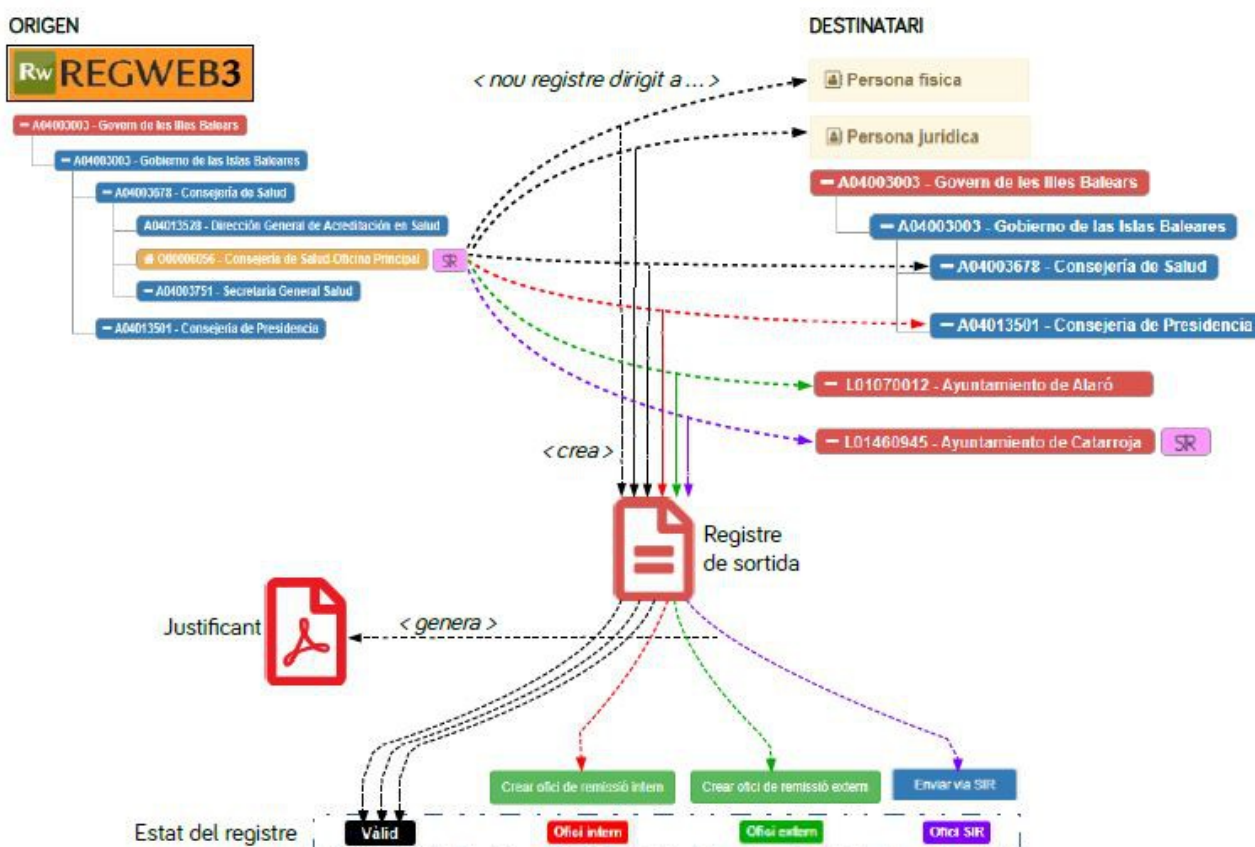 ORIGEN
Rw REGWEB3
A04003003 - Govern de les Illes Balears
A04003003 - Gobierno de las Islas Baleares
A04003678 - Consejería de Salud
A04013528 - Dirección General de Acreditación en Salud
O00006056 - Consejería de Salud-Oficina Principal SIR
A04003751 - Secretaría General Salud
A04013501 - Consejería de Presidencia
< nou registre dirigit a ... >
DESTINATARI
Persona física
Persona jurídica
A04003003 - Govern de les Illes Balears
A04003003 - Gobierno de las Islas Baleares
A04003678 - Consejería de Salud
A04013501 - Consejería de Presidencia
L01070012 - Ayuntamiento de Alaró
L01460945 - Ayuntamiento de Catarroja SIR
< crea >
Registre
de sortida
Justificant
< genera >
Crear ofici de remissió intern
Crear ofici de remissió extern
Enviar via SIR
Estat del registre
Vàlid
Ofici intern
Ofici extern
Ofici SIR